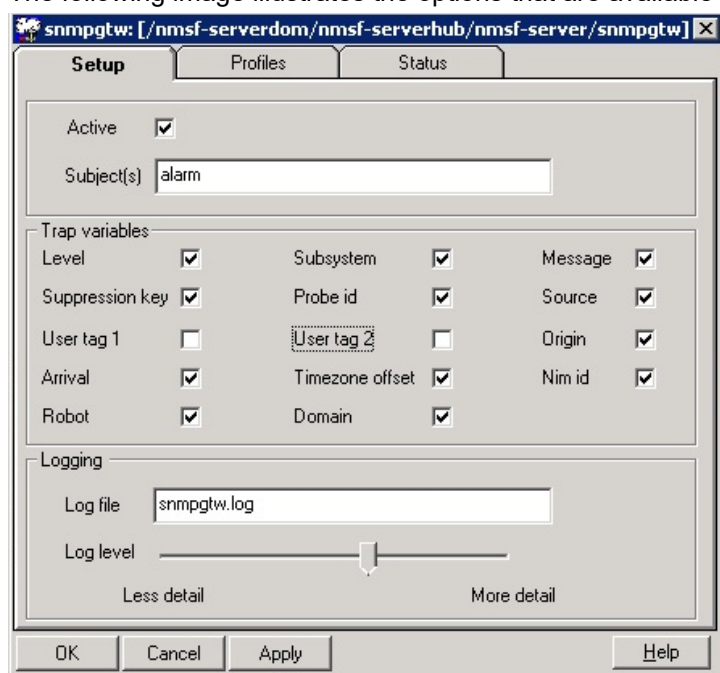 The following image illustrates the options that are available
snmpgtw: [/nmsf-serverdom/nmsf-serverhub/nmsf-server/snmpgtw]
Setup Profiles Status
Active
Subject(s) alarm
Trap variables
Level Subsystem Message
Suppression key Probe id Source
User tag 1 User tag 2 Origin
Arrival Timezone offset Nim id
Robot Domain
Logging
Log file snmpgtw.log
Log level
Less detail More detail
OK Cancel Apply Help